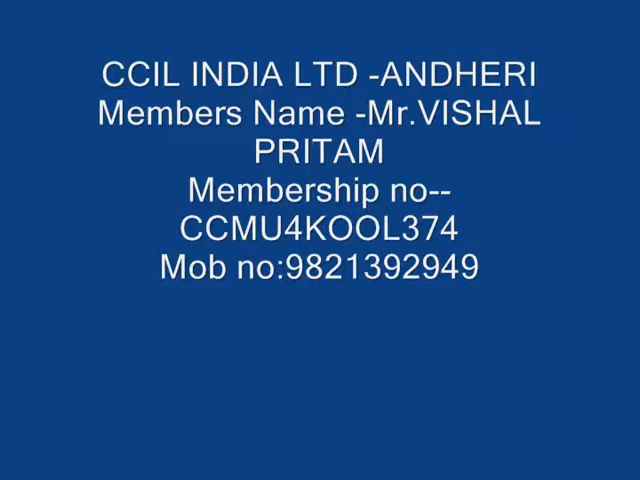 CCIL INDIA LTD -ANDHERI
Members Name -Mr.VISHAL
PRITAM
Membership no--
CCMU4KOOL374
Mob no:9821392949